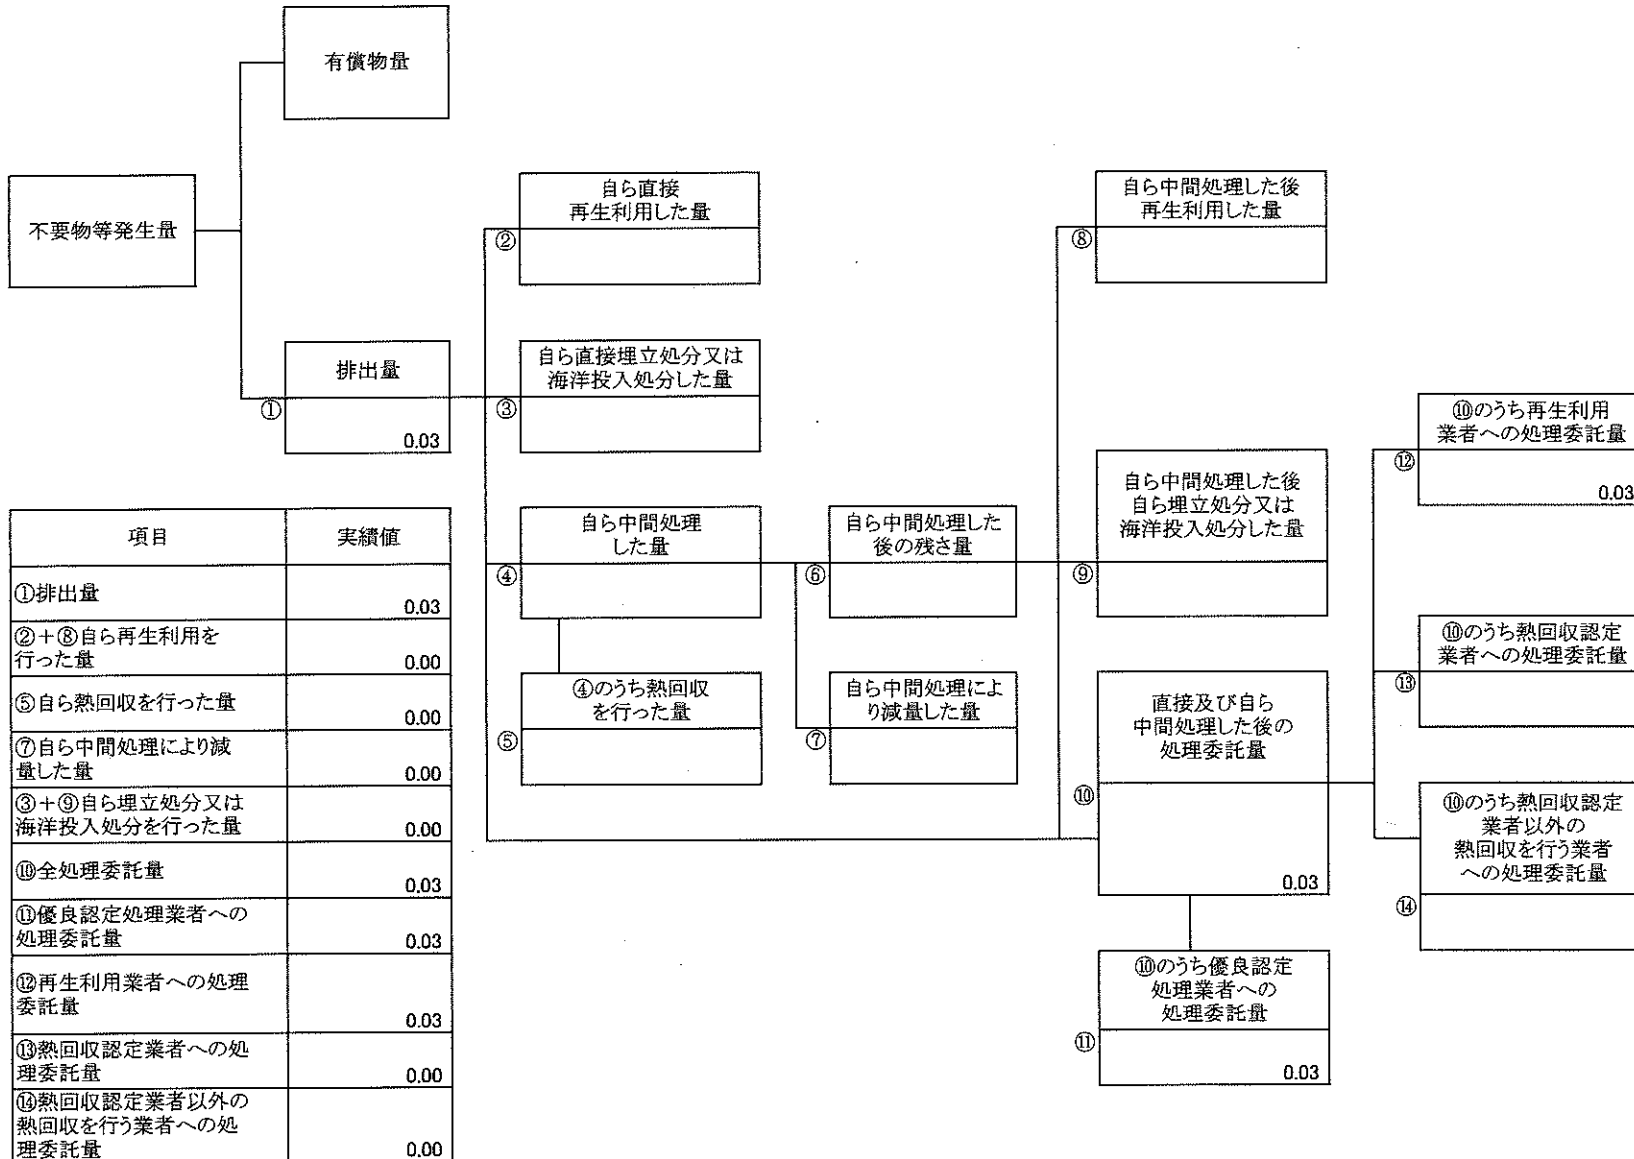 有償物量
不要物等発生量
排出量
①
0.03
自ら直接
再生利用した量
②
自ら直接埋立処分又は
海洋投入処分した量
③
自ら中間処理
した量
④
④のうち熱回収
を行った量
⑤
自ら中間処理した
後の残さ量
⑥
自ら中間処理によ
り減量した量
⑦
自ら中間処理した後
再生利用した量
⑧
自ら中間処理した後
自ら埋立処分又は
海洋投入処分した量
⑨
直接及び自ら
中間処理した後の
処理委託量
⑩
0.03
⑩のうち優良認定
処理業者への
処理委託量
⑪
0.03
⑩のうち再生利用
業者への処理委託量
⑫
0.03
⑩のうち熱回収認定
業者への処理委託量
⑬
⑩のうち熱回収認定
業者以外の
熱回収を行う業者
への処理委託量
⑭
項目 実績値
①排出量 0.03
②+⑧自ら再生利用を
行った量 0.00
⑤自ら熱回収を行った量 0.00
⑦自ら中間処理により減
量した量 0.00
③+⑨自ら埋立処分又は
海洋投入処分を行った量 0.00
⑩全処理委託量 0.03
⑪優良認定処理業者への
処理委託量 0.03
⑫再生利用業者への処理
委託量 0.03
⑬熱回収認定業者への処
理委託量 0.00
⑭熱回収認定業者以外の
熱回収を行う業者への処
理委託量 0.00